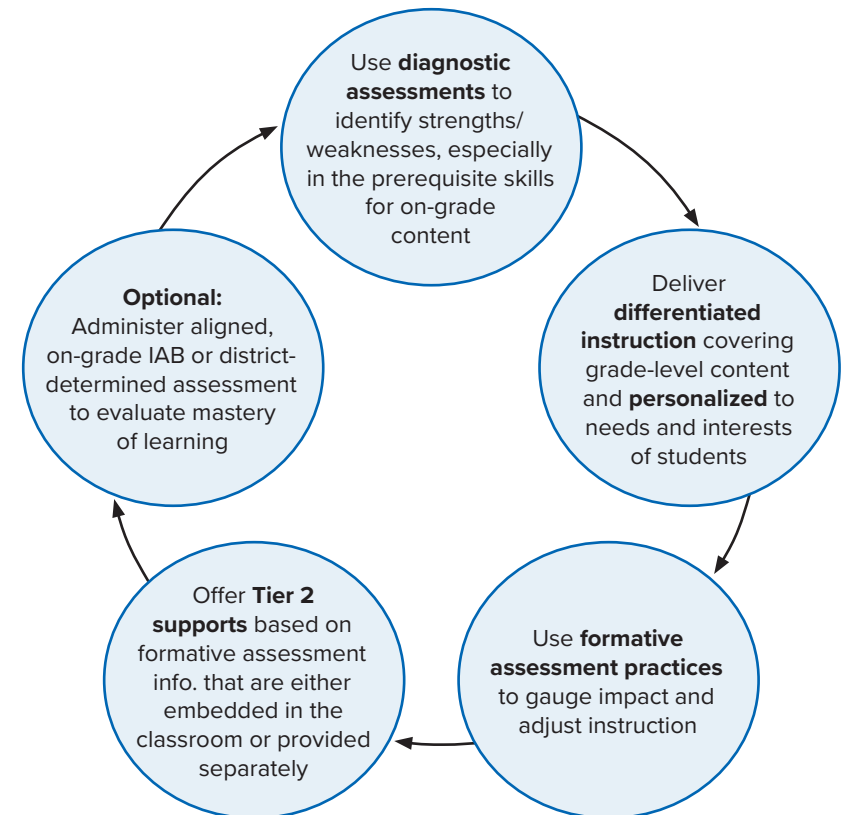 Use diagnostic
assessments to
identify strengths/
weaknesses, especially
in the prerequisite skills
for on-grade
content
Deliver
differentiated
instruction covering
grade-level content
and personalized to
needs and interests
of students
Use formative
assessment practices
to gauge impact and
adjust instruction
Offer Tier 2
supports based on
formative assessment
info. that are either
embedded in the
classroom or provided
separately
Optional:
Administer aligned,
on-grade IAB or district-
determined assessment
to evaluate mastery
of learning